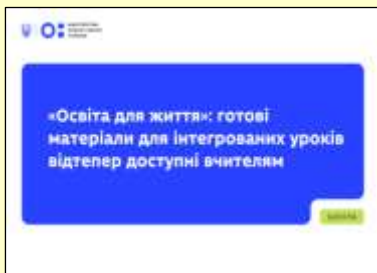 «Освіта для життя»: готові
матеріали для інтегрованих уроків
відтепер доступні вчителям